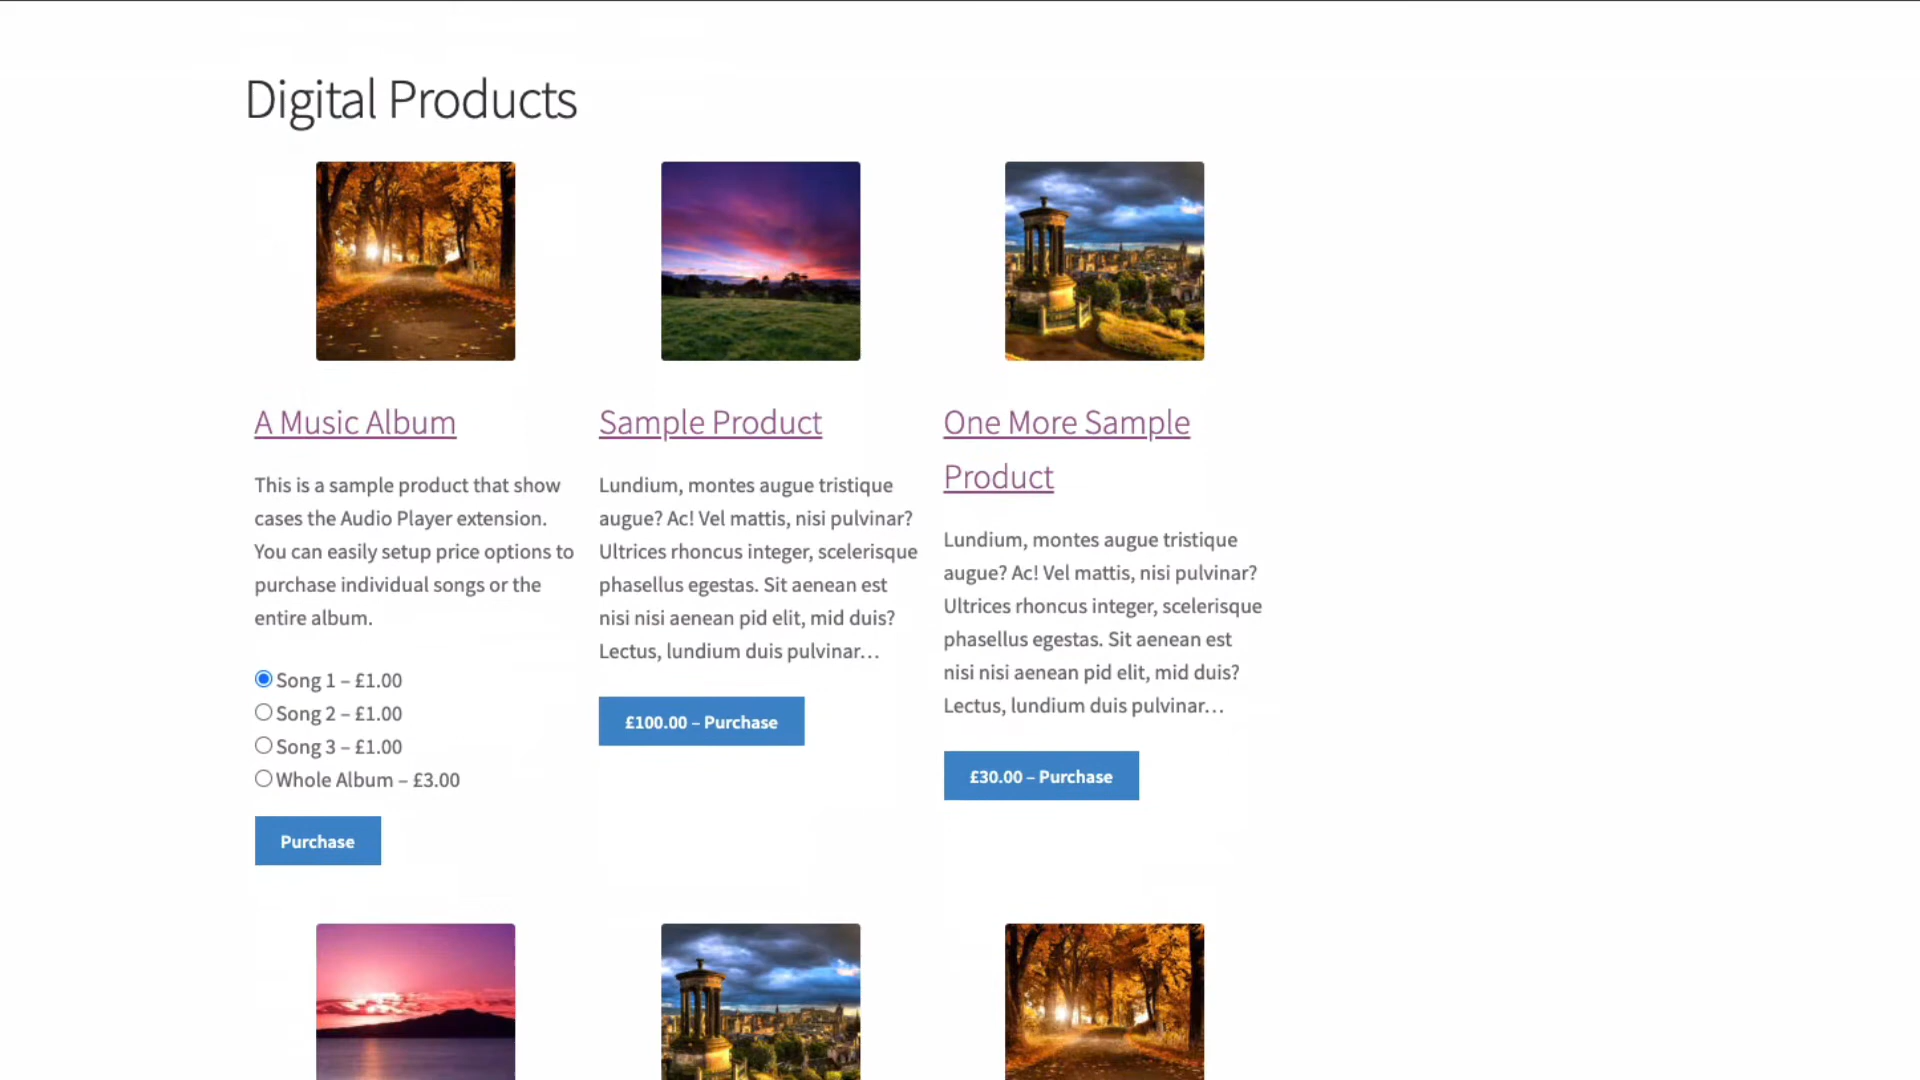 Digital Products
A Music Album
This is a sample product that show
cases the Audio Player extension.
You can easily setup price options to
purchase individual songs or the
entire album.
Song 1 – £1.00
Song 2 – £1.00
Song 3 – £1.00
Whole Album – £3.00
Purchase
Sample Product
Lundium, montes augue tristique
augue? Ac! Vel mattis, nisi pulvinar?
Ultrices rhoncus integer, scelerisque
phasellus egestas. Sit aenean est
nisi nisi aenean pid elit, mid duis?
Lectus, lundium duis pulvinar…
£100.00 – Purchase
One More Sample
Product
Lundium, montes augue tristique
augue? Ac! Vel mattis, nisi pulvinar?
Ultrices rhoncus integer, scelerisque
phasellus egestas. Sit aenean est
nisi nisi aenean pid elit, mid duis?
Lectus, lundium duis pulvinar…
£30.00 – Purchase